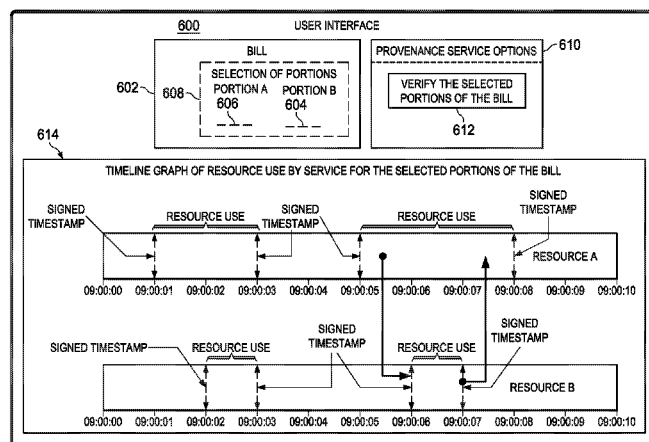 600
USER INTERFACE
BILL
602
608
SELECTION OF PORTIONS
PORTION A PORTION B
606 604
PROVENANCE SERVICE OPTIONS
610
VERIFY THE SELECTED
PORTIONS OF THE BILL
612
614
TIMELINE GRAPH OF RESOURCE USE BY SERVICE FOR THE SELECTED PORTIONS OF THE BILL
SIGNED
TIMESTAMP
RESOURCE USE
SIGNED
TIMESTAMP
SIGNED
TIMESTAMP
RESOURCE USE
SIGNED
TIMESTAMP
RESOURCE A
09:00:00 09:00:01 09:00:02 09:00:03 09:00:04 09:00:05 09:00:06 09:00:07 09:00:08 09:00:09 09:00:10
SIGNED TIMESTAMP
RESOURCE USE
SIGNED
TIMESTAMP
RESOURCE USE
SIGNED
TIMESTAMP
RESOURCE B
09:00:00 09:00:01 09:00:02 09:00:03 09:00:04 09:00:05 09:00:06 09:00:07 09:00:08 09:00:09 09:00:10